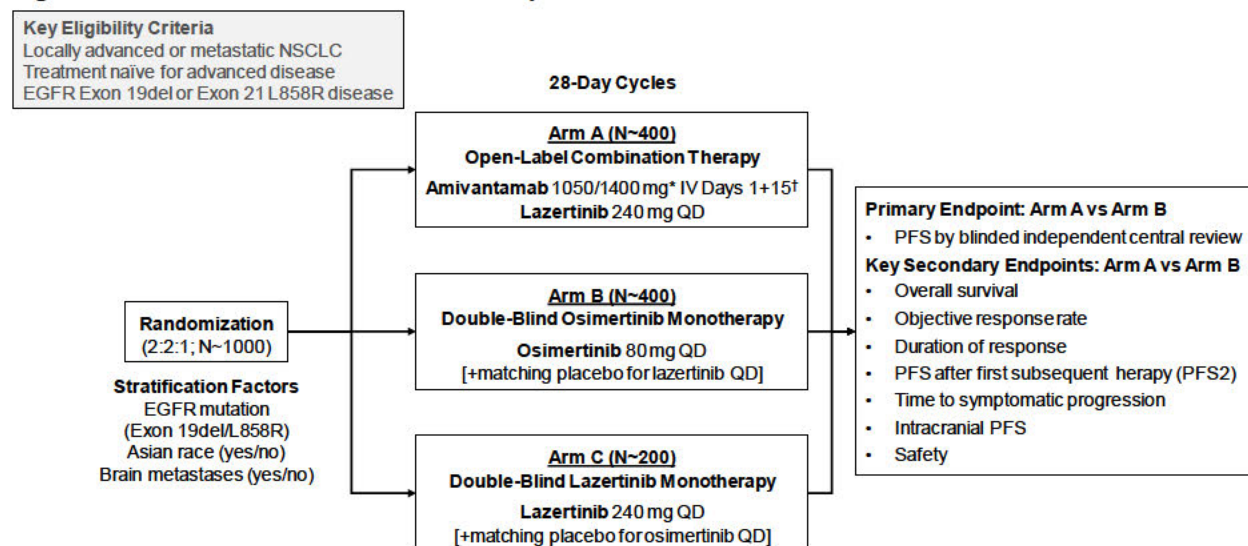 Key Eligibility Criteria
Locally advanced or metastatic NSCLC
Treatment naïve for advanced disease
EGFR Exon 19del or Exon 21 L858R disease
28-Day Cycles
Arm A (N~400)
Open-Label Combination Therapy
Amivantamab 1050/1400 mg* IV Days 1+15†
Lazertinib 240 mg QD
Randomization
(2:2:1; N~1000)
Stratification Factors
EGFR mutation
(Exon 19del/L858R)
Asian race (yes/no)
Brain metastases (yes/no)
Arm B (N~400)
Double-Blind Osimertinib Monotherapy
Osimertinib 80 mg QD
[+matching placebo for lazertinib QD]
Arm C (N~200)
Double-Blind Lazertinib Monotherapy
Lazertinib 240 mg QD
[+matching placebo for osimertinib QD]
Primary Endpoint: Arm A vs Arm B
• PFS by blinded independent central review
Key Secondary Endpoints: Arm A vs Arm B
• Overall survival
• Objective response rate
• Duration of response
• PFS after first subsequent herapy (PFS2)
• Time to symptomatic progression
• Intracranial PFS
• Safety